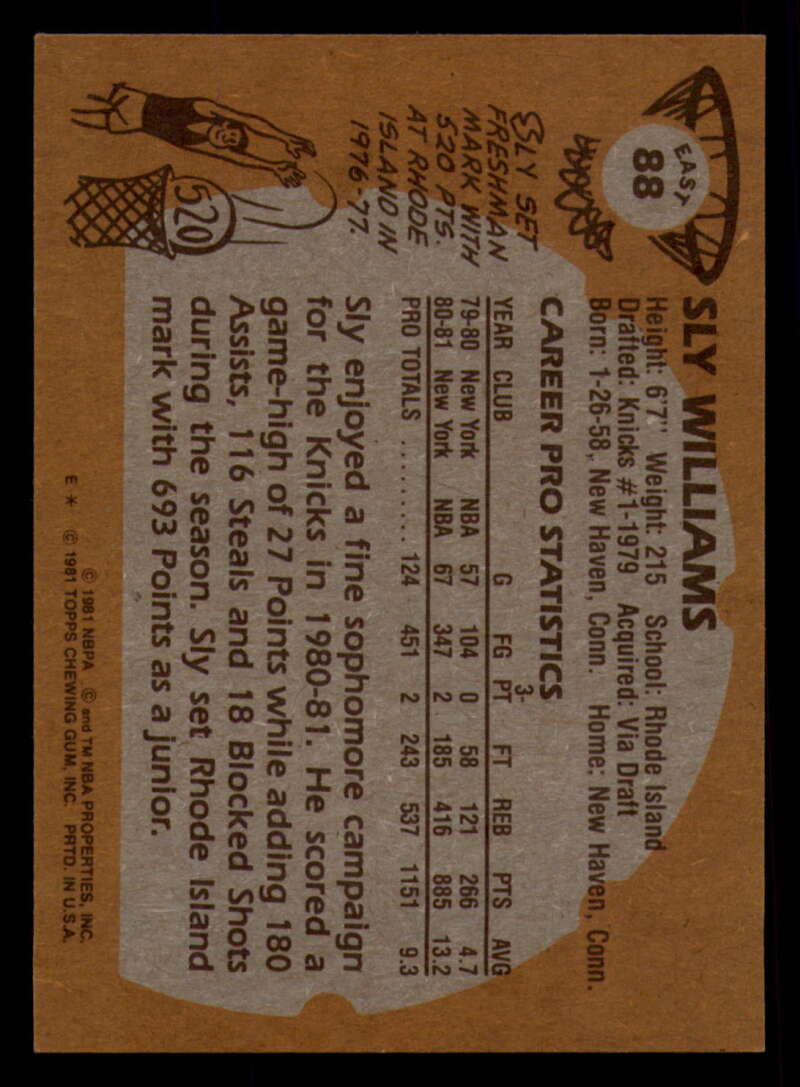 EAST
88
SLY WILLIAMS
Height: 6'7" Weight: 215 School: Rhode Island
Drafted: Knicks #1-1979 Acquired: Via Draft
Born: 1-26-58, New Haven, Conn. Home: New Haven, Conn.
SLY SET
FRESHMAN
MARK WITH
520 PTS.
AT RHODE
ISLAND IN
1976-77.
520
CAREER PRO STATISTICS
3-
YEAR CLUB G FG PT FT REB PTS AVG
79-80 New York NBA 57 104 0 58 121 266 4.7
80-81 New York NBA 67 347 2 185 416 885 13.2
PRO TOTALS ......... 124 451 2 243 537 1151 9.3
Sly enjoyed a fine sophomore campaign
for the Knicks in 1980-81. He scored a
game-high of 27 Points while adding 180
Assists, 116 Steals and 18 Blocked Shots
during the season. Sly set Rhode Island
mark with 693 Points as a junior.
© 1981 NBPA © and TM NBA PROPERTIES, INC.
E * © 1981 TOPPS CHEWING GUM, INC. PRTD. IN U.S.A.